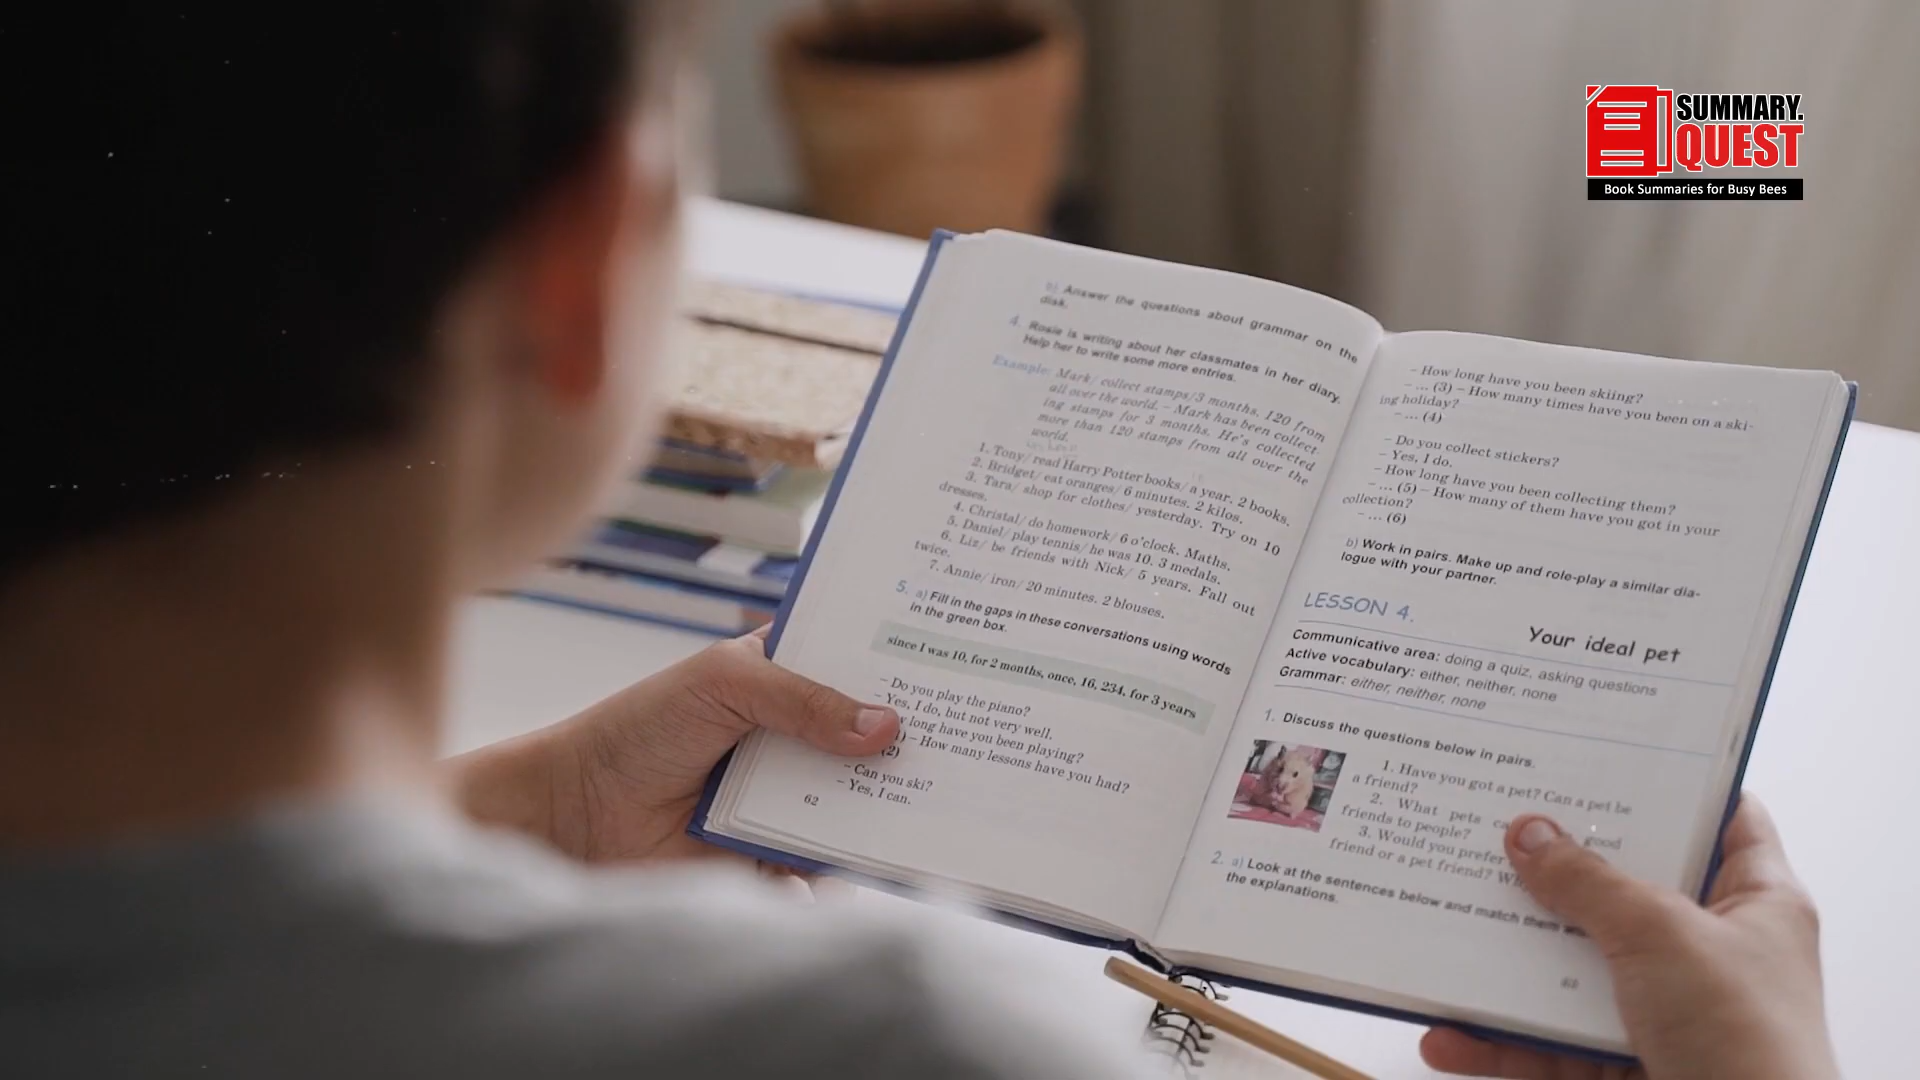 SUMMARY.
QUEST
Book Summaries for Busy Bees
b) Answer the questions about grammar on the
disk.
4. Rosie is writing about her classmates in her diary.
Help her to write some more entries.
Example: Mark/ collect stamps/3 months. 120 from
all over the world. – Mark has been collect-
ing stamps for 3 months. He's collected
more than 120 stamps from all over the
world.
1. Tony/ read Harry Potter books/ a year. 2 books.
2. Bridget/ eat oranges/ 6 minutes. 2 kilos.
3. Tara/ shop for clothes/ yesterday. Try on 10
dresses.
4. Christal/ do homework/ 6 o'clock. Maths.
5. Daniel/ play tennis/ he was 10. 3 medals.
6. Liz/ be friends with Nick/ 5 years. Fall out
twice.
7. Annie/ iron/ 20 minutes. 2 blouses.
5. a) Fill in the gaps in these conversations using words
in the green box.
since I was 10, for 2 months, once, 16, 234, for 3 years
– Do you play the piano?
– Yes, I do, but not very well.
long have you been playing?
– How many lessons have you had?
(2)
– Can you ski?
– Yes, I can.
62
– How long have you been skiing?
– ... (3) – How many times have you been on a ski-
ing holiday?
– ... (4)
– Do you collect stickers?
– Yes, I do.
– How long have you been collecting them?
– ... (5) – How many of them have you got in your
collection?
– ... (6)
b) Work in pairs. Make up and role-play a similar dia-
logue with your partner.
LESSON 4.
Your ideal pet
Communicative area: doing a quiz, asking questions
Active vocabulary: either, neither, none
Grammar: either, neither, none
1. Discuss the questions below in pairs.
1. Have you got a pet? Can a pet be
a friend?
2. What pets good
friends to people?
3. Would you prefer
friend or a pet friend?
2. a) Look at the sentences below and match them
the explanations.
63